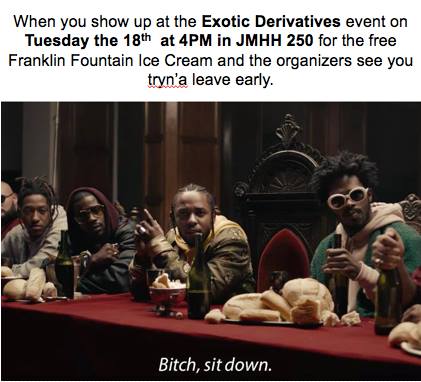 When you show up at the Exotic Derivatives event on
Tuesday the 18th at 4PM in JMHH 250 for the free
Franklin Fountain Ice Cream and the organizers see you
tryn'a leave early.
Bitch, sit down.